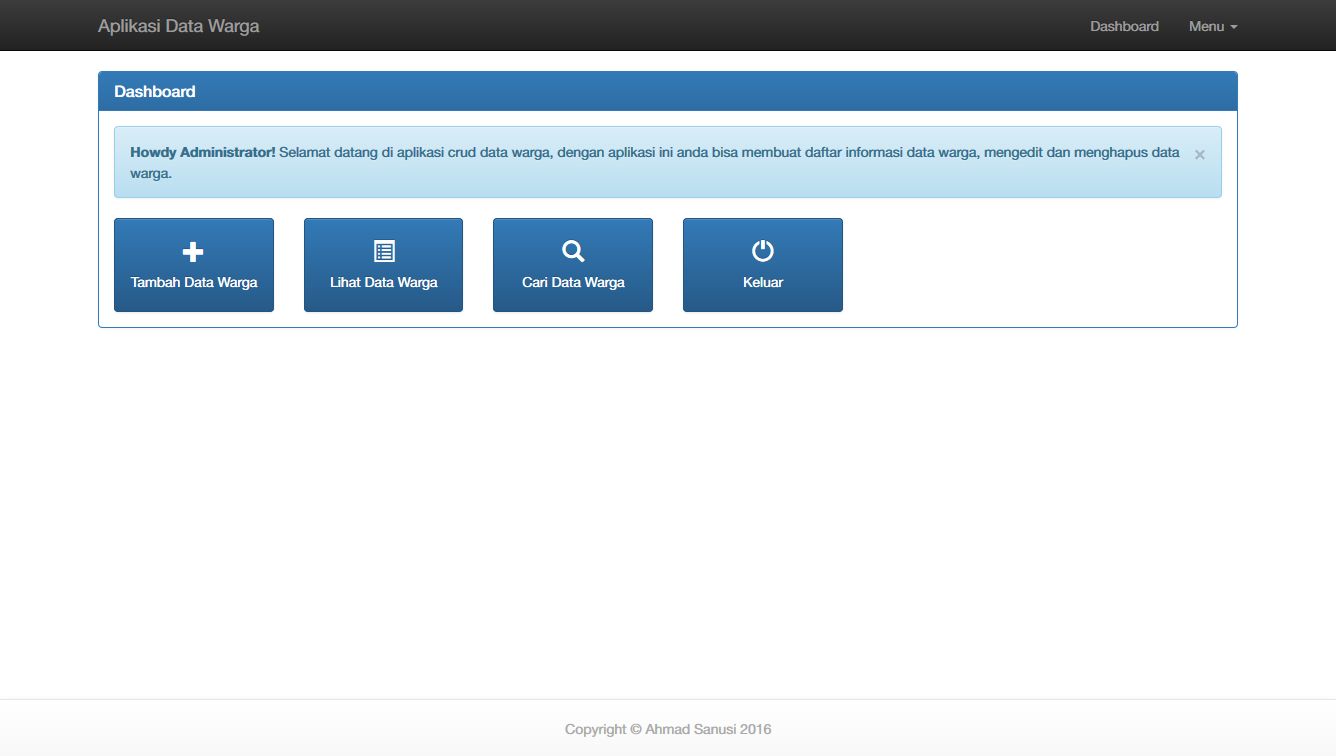 Aplikasi Data Warga
Dashboard
Menu
Dashboard
Howdy Administrator! Selamat datang di aplikasi crud data warga, dengan aplikasi ini anda bisa membuat daftar informasi data warga, mengedit dan menghapus data
warga.
×
Tambah Data Warga
Lihat Data Warga
Cari Data Warga
Keluar
Copyright © Ahmad Sanusi 2016